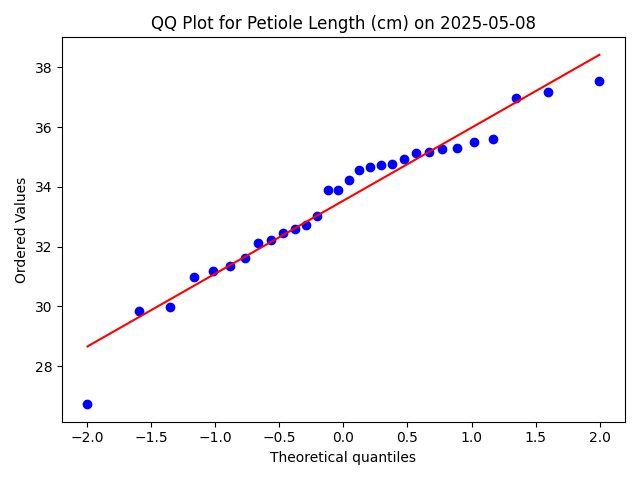 QQ Plot for Petiole Length (cm) on 2025-05-08
38
36
34
32
30
28
Ordered Values
−2.0 −1.5 −1.0 −0.5 0.0 0.5 1.0 1.5 2.0
Theoretical quantiles